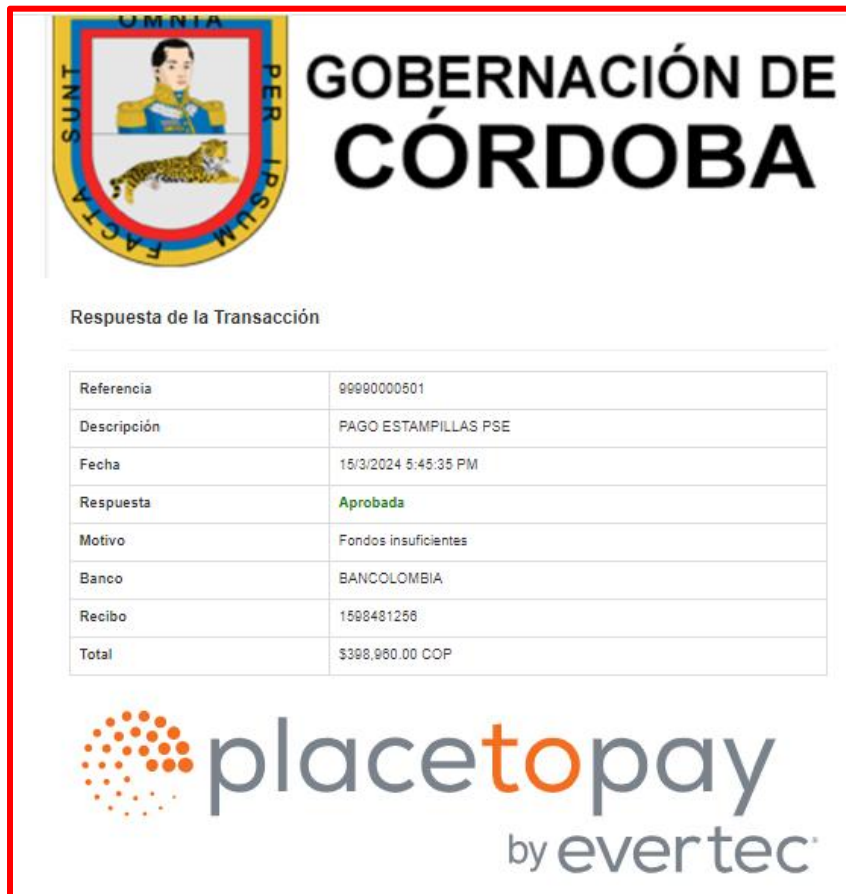 OMNIA
SUNT
PER IPSUM
FACTA
GOBERNACIÓN DE
CÓRDOBA
Respuesta de la Transacción
Referencia 99990000501
Descripción PAGO ESTAMPILLAS PSE
Fecha 15/3/2024 5:45:35 PM
Respuesta Aprobada
Motivo Fondos insuficientes
Banco BANCOLOMBIA
Recibo 1598481256
Total $398,960.00 COP
placetopay
by evertec